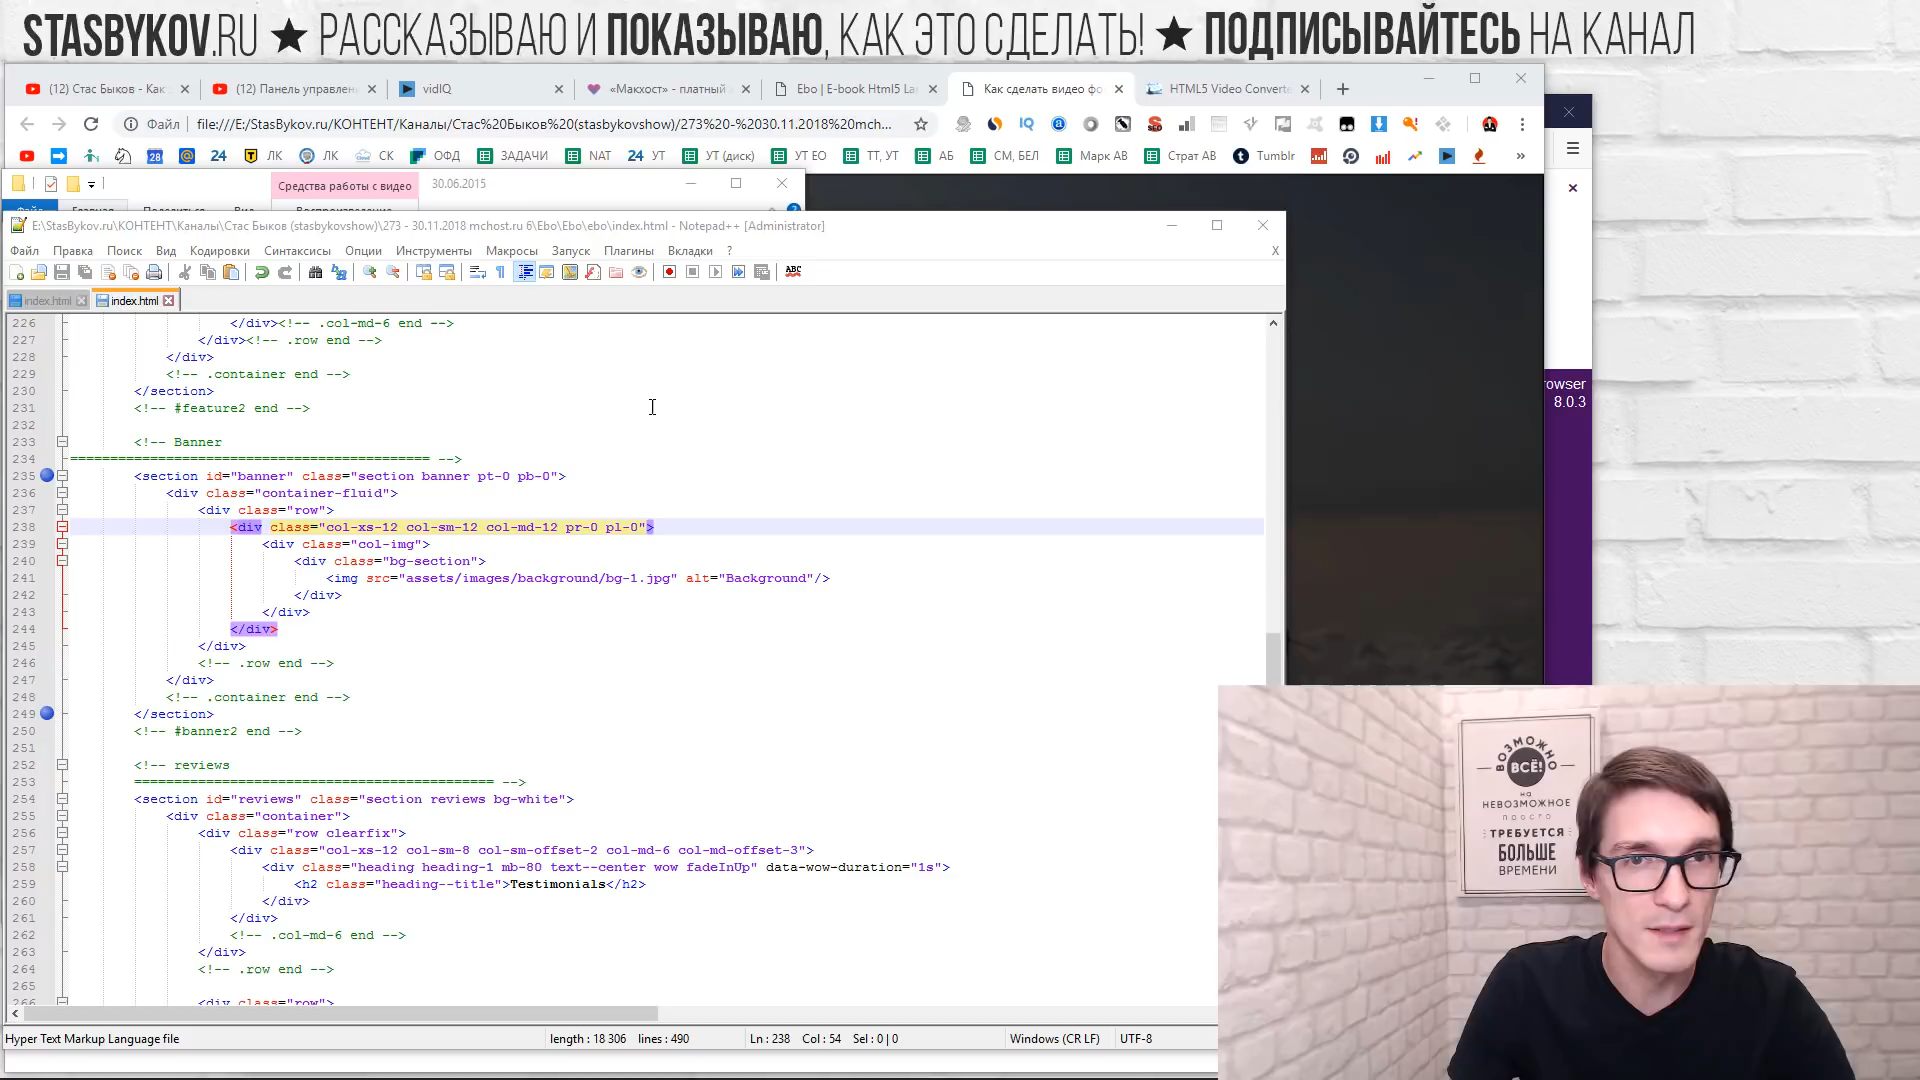 STASBYKOV.RU ★ РАССКАЗЫВАЮ И ПОКАЗЫВАЮ, КАК ЭТО СДЕЛАТЬ! ★ ПОДПИСЫВАЙТЕСЬ НА КАНАЛ
(12) Стас Быков - Как
(12) Панель управлен
vidIQ
«Макхост» - платный
Ebo | E-book Html5 La
Как сделать видео фо
HTML5 Video Converte
Файл
file:///E:/StasBykov.ru/КОНТЕНТ/Каналы/Стас%20Быков%20(stasbykovshow)/273%20-%2030.11.2018%20mc...
ЛК
ЛК
СК
28
24
ОФД
ЗАДАЧИ
NAT
24 УТ
УТ (диск)
УТ ЕО
ТТ, УТ
АБ
СМ, БЕЛ
Марк АВ
Страт АВ
Tumblr
»
Средства работы с видео
30.06.2015
E:\StasBykov.ru\КОНТЕНТ\Каналы\Стас Быков (stasbykovshow)\273 - 30.11.2018 mchost.ru 6\Ebo\Ebo\ebo\index.html - Notepad++ [Administrator]
Файл Правка Поиск Вид Кодировки Синтаксисы Опции Инструменты Макросы Запуск Плагины Вкладки ? X
ABC
index.html
index.html
226 </div><!-- .col-md-6 end -->
227 </div><!-- .row end -->
228 </div>
229 <!-- .container end -->
230 </section>
231 <!-- #feature2 end -->
232
233 <!-- Banner
234 ============================================= -->
235 <section id="banner" class="section banner pt-0 pb-0">
236 <div class="container-fluid">
237 <div class="row">
238 <div class="col-xs-12 col-sm-12 col-md-12 pr-0 pl-0">
239 <div class="col-img">
240 <div class="bg-section">
241 <img src="assets/images/background/bg-1.jpg" alt="Background"/>
242 </div>
243 </div>
244 </div>
245 </div>
246 <!-- .row end -->
247 </div>
248 <!-- .container end -->
249 </section>
250 <!-- #banner2 end -->
251
252 <!-- reviews
253 ============================================= -->
254 <section id="reviews" class="section reviews bg-white">
255 <div class="container">
256 <div class="row clearfix">
257 <div class="col-xs-12 col-sm-8 col-sm-offset-2 col-md-6 col-md-offset-3">
258 <div class="heading heading-1 mb-80 text--center wow fadeInUp" data-wow-duration="1s">
259 <h2 class="heading--title">Testimonials</h2>
260 </div>
261 </div>
262 <!-- .col-md-6 end -->
263 </div>
264 <!-- .row end -->
265
266 <div class="row">
Hyper Text Markup Language file
length : 18 306 lines : 490
Ln : 238 Col : 54 Sel : 0 | 0
Windows (CR LF)
UTF-8
rowser
8.0.3
ВОЗМОЖНО
ВСЁ!
на
НЕВОЗМОЖНОЕ
просто
ТРЕБУЕТСЯ
БОЛЬШЕ
ВРЕМЕНИ